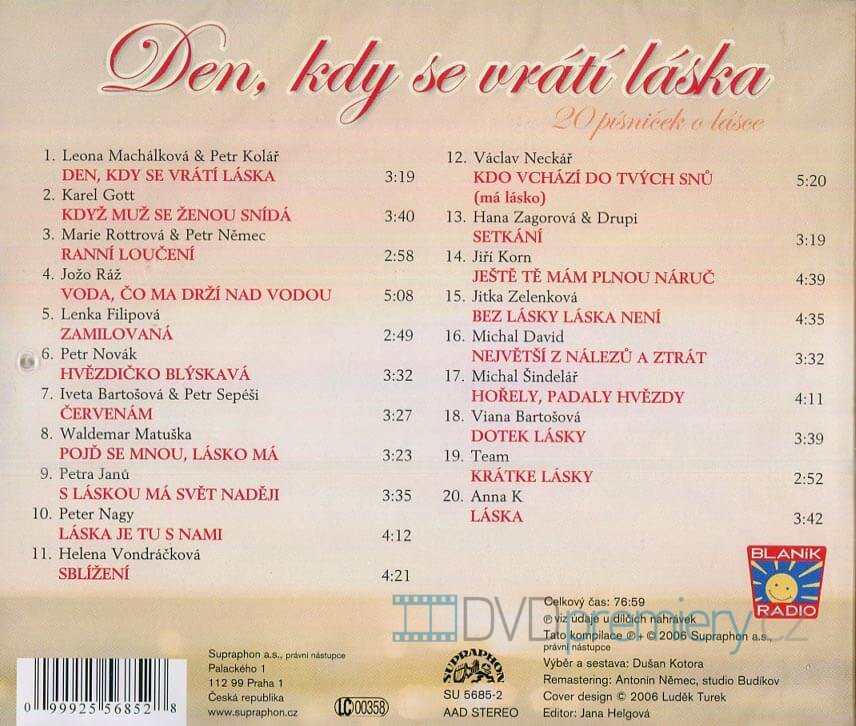 Den, kdy se vrátí láska
20 písniček o lásce
1. Leona Machálková & Petr Kolář
DEN, KDY SE VRÁTÍ LÁSKA 3:19
2. Karel Gott
KDYŽ MUŽ SE ŽENOU SNÍDÁ 3:40
3. Marie Rottrová & Petr Němec
RANNÍ LOUČENÍ 2:58
4. Jožo Ráž
VODA, ČO MA DRŽÍ NAD VODOU 5:08
5. Lenka Filipová
ZAMILOVANÁ 2:49
6. Petr Novák
HVĚZDIČKO BLÝSKAVÁ 3:32
7. Iveta Bartošová & Petr Sepéši
ČERVENÁM 3:27
8. Waldemar Matuška
POJĎ SE MNOU, LÁSKO MÁ 3:23
9. Petra Janů
S LÁSKOU MÁ SVĚT NADĚJI 3:35
10. Peter Nagy
LÁSKA JE TU S NAMI 4:12
11. Helena Vondráčková
SBLÍŽENÍ 4:21
12. Václav Neckář
KDO VCHÁZÍ DO TVÝCH SNŮ 5:20
(má lásko)
13. Hana Zagorová & Drupi
SETKÁNÍ 3:19
14. Jiří Korn
JEŠTĚ TĚ MÁM PLNOU NÁRUČ 4:39
15. Jitka Zelenková
BEZ LÁSKY LÁSKA NENÍ 4:35
16. Michal David
NEJVĚTŠÍ Z NÁLEZŮ A ZTRÁT 3:32
17. Michal Šindelář
HOŘELY, PADALY HVĚZDY 4:11
18. Viana Bartošová
DOTEK LÁSKY 3:39
19. Team
KRÁTKE LÁSKY 2:52
20. Anna K
LÁSKA 3:42
BLANíK
RADIO
DVDpremiery.cz
Celkový čas: 76:59
℗ viz údaje u dílčích nahrávek
Tato kompilace ℗ + © 2006 Supraphon a.s.,
právní nástupce
Výběr a sestava: Dušan Kotora
Remastering: Antonín Němec, studio Budíkov
Cover design © 2006 Luděk Turek
Editor: Jana Helgová
SUPRAPHON
SU 5685-2
AAD STEREO
LC 00358
Supraphon a.s., právní nástupce
Palackého 1
112 99 Praha 1
Česká republika
www.supraphon.cz
0 99925 56852 8